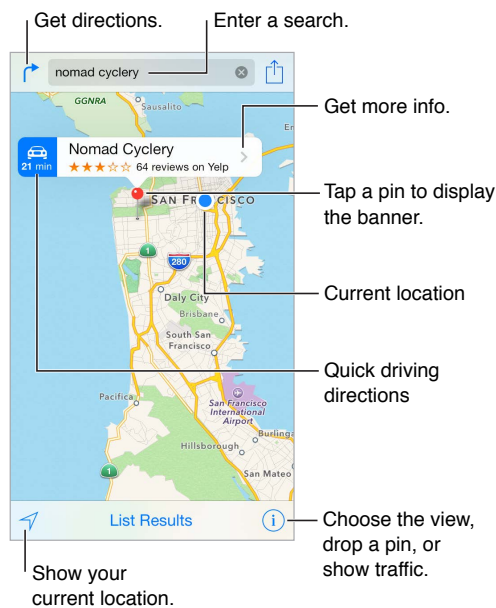 Get directions.
Enter a search.
nomad cyclery
GGNRA
Sausalito
Get more info.
Nomad Cyclery
21 min
64 reviews on Yelp
Tap a pin to display
the banner.
SAN FR CISCO
1
280
Current location
Daly City
Brisbane
South San
Francisco
Quick driving
directions
Pacifica
San Francisco
International
Airport
Burlinga
Hillsborough
1
San Mateo
List Results
i
Choose the view,
drop a pin, or
show traffic.
Show your
current location.